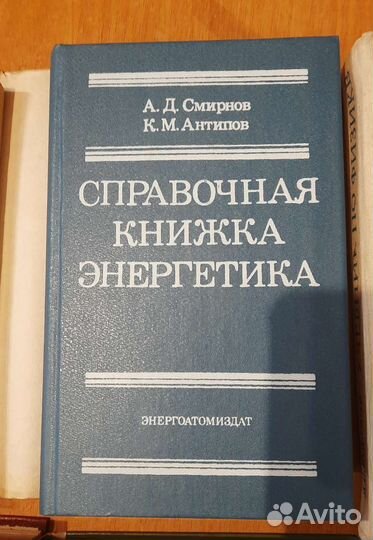 А. Д. Смирнов
К. М. Антипов
СПРАВОЧНАЯ
КНИЖКА
ЭНЕРГЕТИКА
ЭНЕРГОАТОМИЗДАТ
Avito